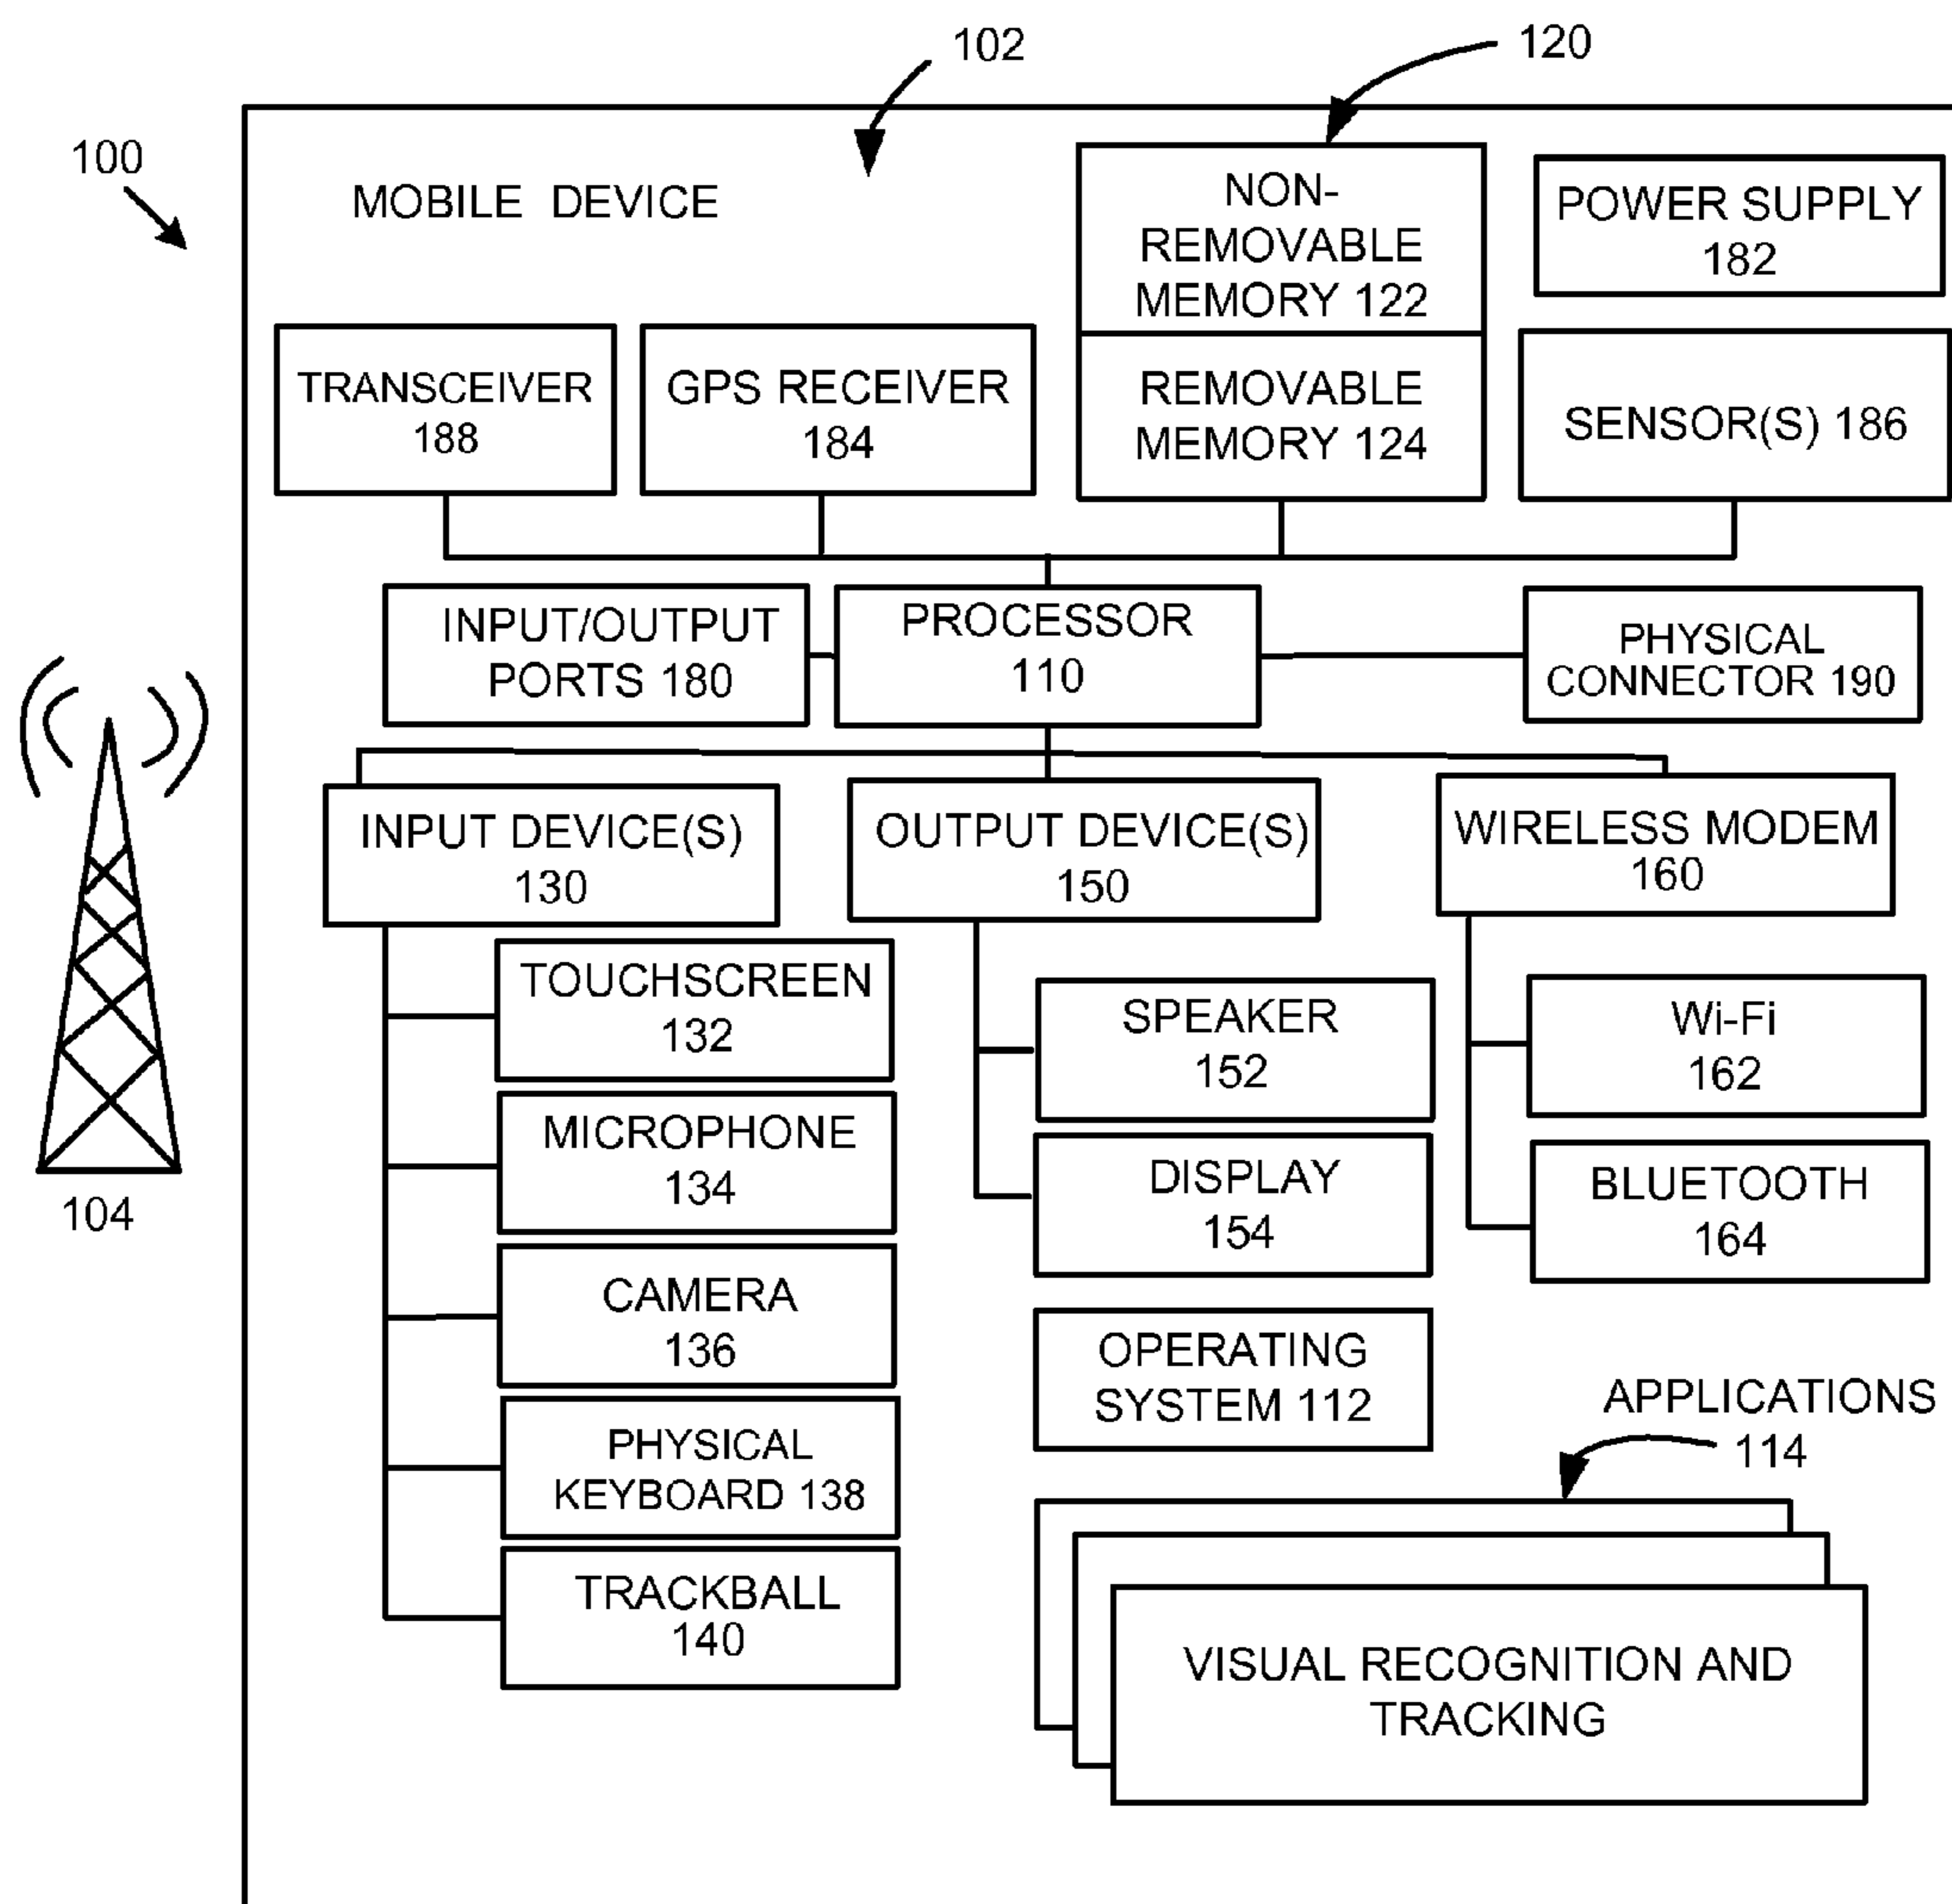 102
120
100
MOBILE DEVICE
NON-
REMOVABLE
MEMORY 122
POWER SUPPLY
182
TRANSCEIVER
188
GPS RECEIVER
184
REMOVABLE
MEMORY 124
SENSOR(S) 186
INPUT/OUTPUT
PORTS 180
PROCESSOR
110
PHYSICAL
CONNECTOR 190
INPUT DEVICE(S)
130
OUTPUT DEVICE(S)
150
WIRELESS MODEM
160
TOUCHSCREEN
132
SPEAKER
152
Wi-Fi
162
MICROPHONE
134
DISPLAY
154
BLUETOOTH
164
104
CAMERA
136
OPERATING
SYSTEM 112
APPLICATIONS
114
PHYSICAL
KEYBOARD 138
TRACKBALL
140
VISUAL RECOGNITION AND
TRACKING